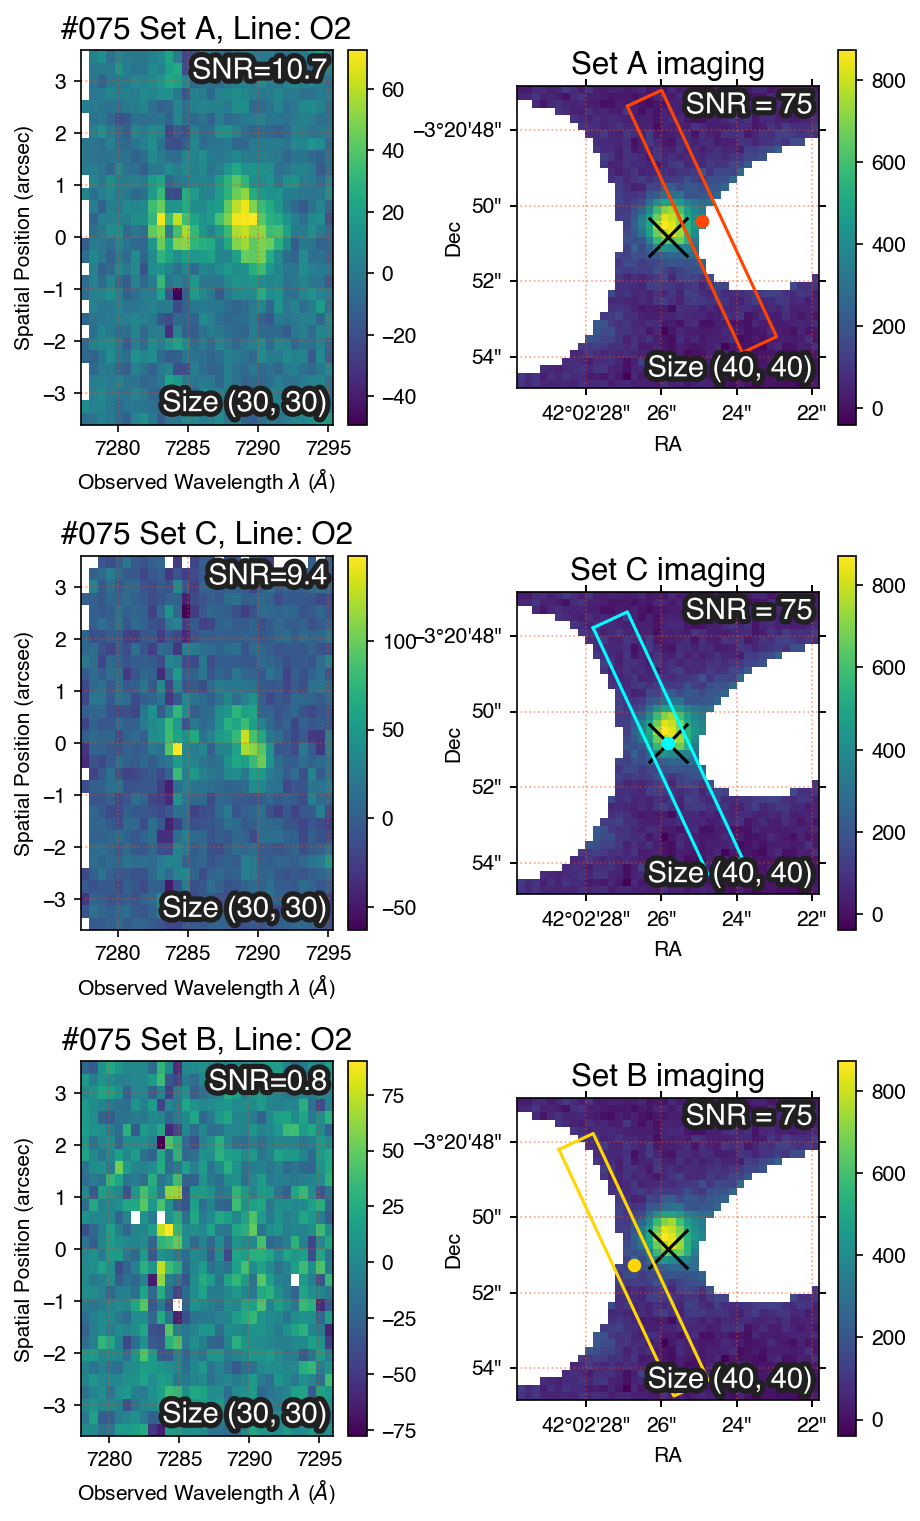 #075 Set A, Line: O2
SNR=10.7
Size (30, 30)
3
2
1
0
−1
−2
−3
Spatial Position (arcsec)
7280 7285 7290 7295
Observed Wavelength λ (Å)
60
40
20
0
−20
−40
Set A imaging
SNR = 75
Size (40, 40)
−3°20'48"
50"
52"
54"
Dec
42°02'28" 26" 24" 22"
RA
800
600
400
200
0
#075 Set C, Line: O2
SNR=9.4
Size (30, 30)
3
2
1
0
−1
−2
−3
Spatial Position (arcsec)
7280 7285 7290 7295
Observed Wavelength λ (Å)
100
50
0
−50
Set C imaging
SNR = 75
Size (40, 40)
−3°20'48"
50"
52"
54"
Dec
42°02'28" 26" 24" 22"
RA
800
600
400
200
0
#075 Set B, Line: O2
SNR=0.8
Size (30, 30)
3
2
1
0
−1
−2
−3
Spatial Position (arcsec)
7280 7285 7290 7295
Observed Wavelength λ (Å)
75
50
25
0
−25
−50
−75
Set B imaging
SNR = 75
Size (40, 40)
−3°20'48"
50"
52"
54"
Dec
42°02'28" 26" 24" 22"
RA
800
600
400
200
0